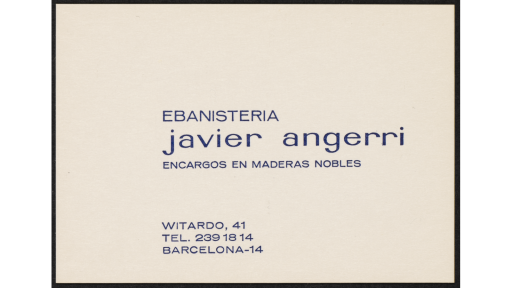 EBANISTERIA
javier angerri
ENCARGOS EN MADERAS NOBLES
WITARDO, 41
TEL. 239 18 14
BARCELONA-14